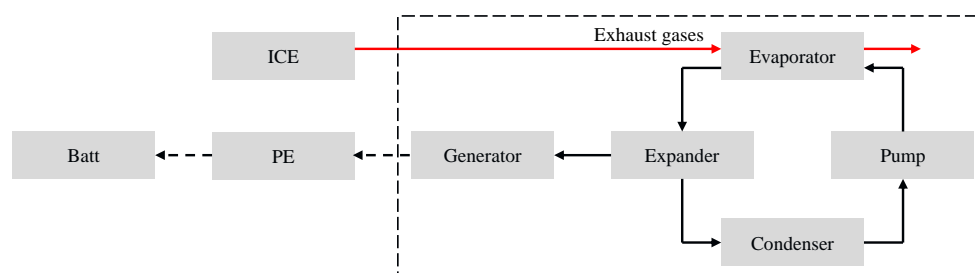 Exhaust gases
ICE
Evaporator
Batt
PE
Generator
Expander
Pump
Condenser